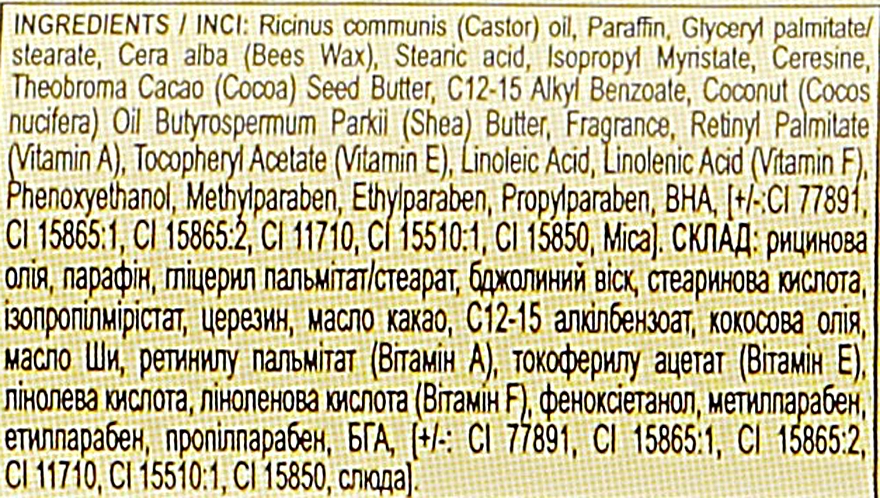 INGREDIENTS / INCI: Ricinus communis (Castor) oil, Paraffin, Glyceryl palmitate/
stearate, Cera alba (Bees Wax), Stearic acid, Isopropyl Myristate, Ceresine,
Theobroma Cacao (Cocoa) Seed Butter, C12-15 Alkyl Benzoate, Coconut (Cocos
nucifera) Oil Butyrospermum Parkii (Shea) Butter, Fragrance, Retinyl Palmitate
(Vitamin A), Tocopheryl Acetate (Vitamin E), Linoleic Acid, Linolenic Acid (Vitamin F),
Phenoxyethanol, Methylparaben, Ethylparaben, Propylparaben, BHA, [+/-:CI 77891,
CI 15865:1, CI 15865:2, CI 11710, CI 15510:1, CI 15850, Mica]. СКЛАД: рицинова
олія, парафін, гліцерил пальмітат/стеарат, бджолиний віск, стеаринова кислота,
ізопропілмірістат, церезин, масло какао, С12-15 алкілбензоат, кокосова олія,
масло Ши, ретинилу пальмітат (Вітамін А), токоферилу ацетат (Вітамін Е),
лінолева кислота, ліноленова кислота (Вітамін F), феноксіетанол, метилпарабен,
етилпарабен, пропілпарабен, БГА, [+/-: CI 77891, CI 15865:1, CI 15865:2,
CI 11710, CI 15510:1, CI 15850, слюда].